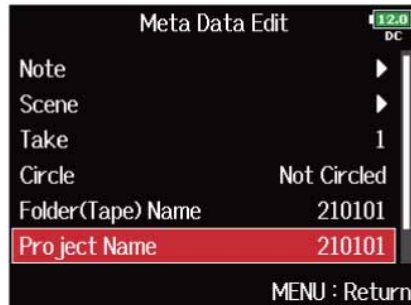 Meta Data Edit
12.0
DC
Note
Scene
Take 1
Circle Not Circled
Folder(Tape) Name 210101
Project Name 210101
MENU : Return